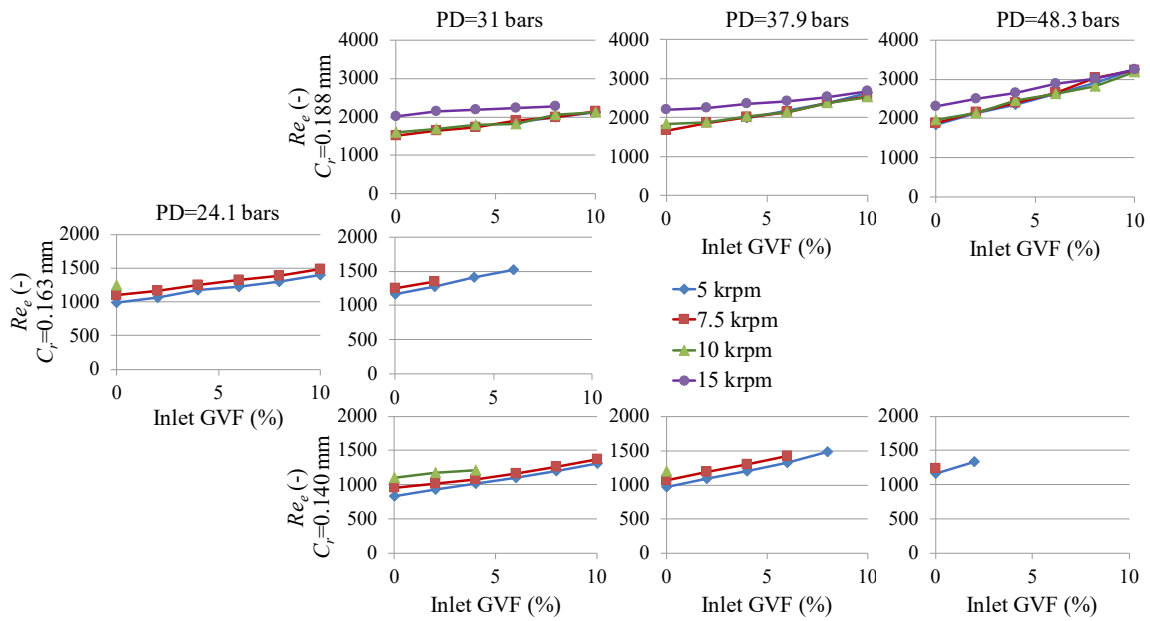 PD=31 bars
PD=37.9 bars
PD=48.3 bars
Re_e (-)
C_r=0.188 mm
4000
3000
2000
1000
0
0 5 10
Inlet GVF (%)
4000
3000
2000
1000
0
0 5 10
Inlet GVF (%)
4000
3000
2000
1000
0
0 5 10
Inlet GVF (%)
PD=24.1 bars
Re_e (-)
C_r=0.163 mm
2000
1500
1000
500
0
0 5 10
Inlet GVF (%)
2000
1500
1000
500
0
0 5 10
Inlet GVF (%)
5 krpm
7.5 krpm
10 krpm
15 krpm
Re_e (-)
C_r=0.140 mm
2000
1500
1000
500
0
0 5 10
Inlet GVF (%)
2000
1500
1000
500
0
0 5 10
Inlet GVF (%)
2000
1500
1000
500
0
0 5 10
Inlet GVF (%)